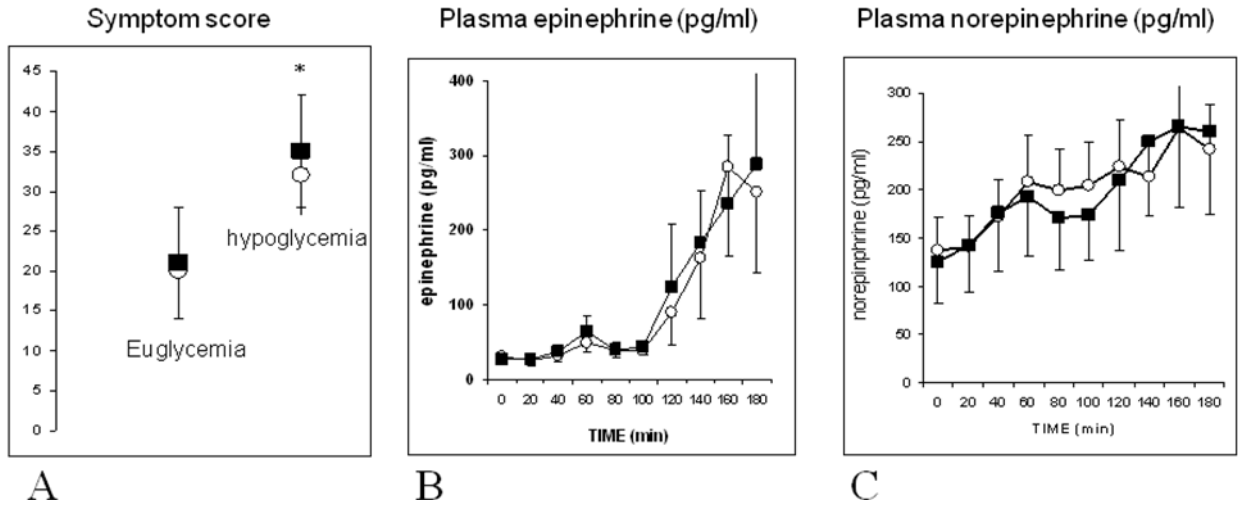 Symptom score
45
40
35
30
25
20
15
10
5
0
*
hypoglycemia
Euglycemia
A
Plasma epinephrine (pg/ml)
epinephrine (pg/ml)
400
300
200
100
0
0 20 40 60 80 100 120 140 160 180
TIME (min)
B
Plasma norepinephrine (pg/ml)
norepinphrine (pg/ml)
300
250
200
150
100
50
0
0 20 40 60 80 100 120 140 160 180
TIME (min)
C